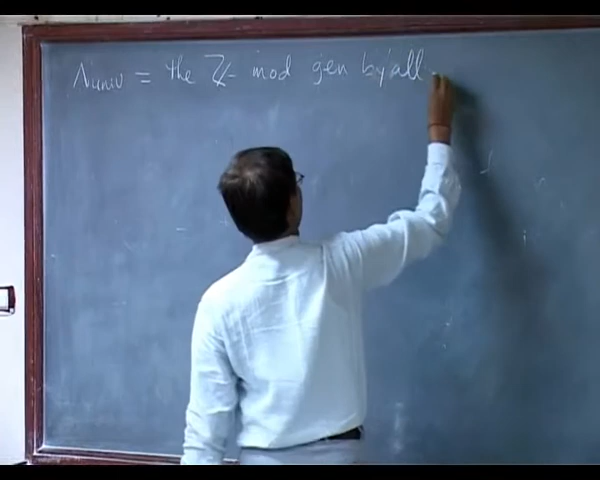 Λuniv = the ℤ- mod gen by all